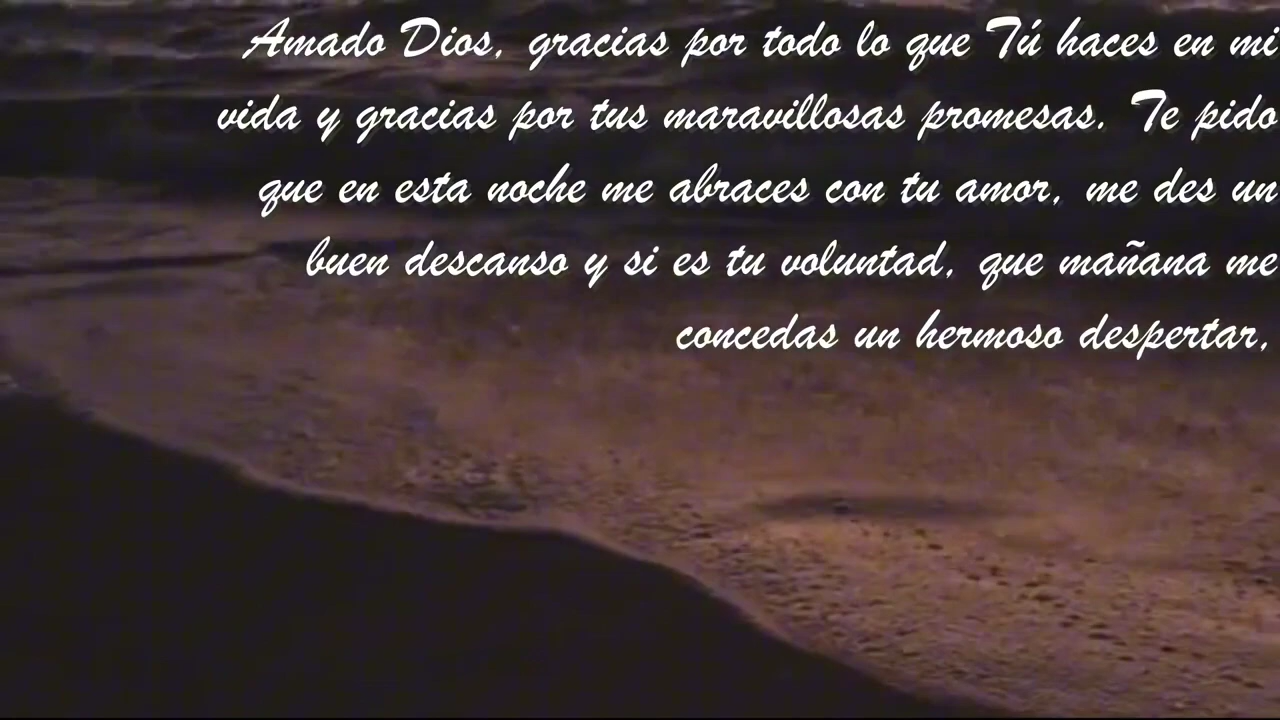 Amado Dios, gracias por todo lo que Tú haces en mi
vida y gracias por tus maravillosas promesas. Te pido
que en esta noche me abraces con tu amor, me des un
buen descanso y si es tu voluntad, que mañana me
concedas un hermoso despertar,